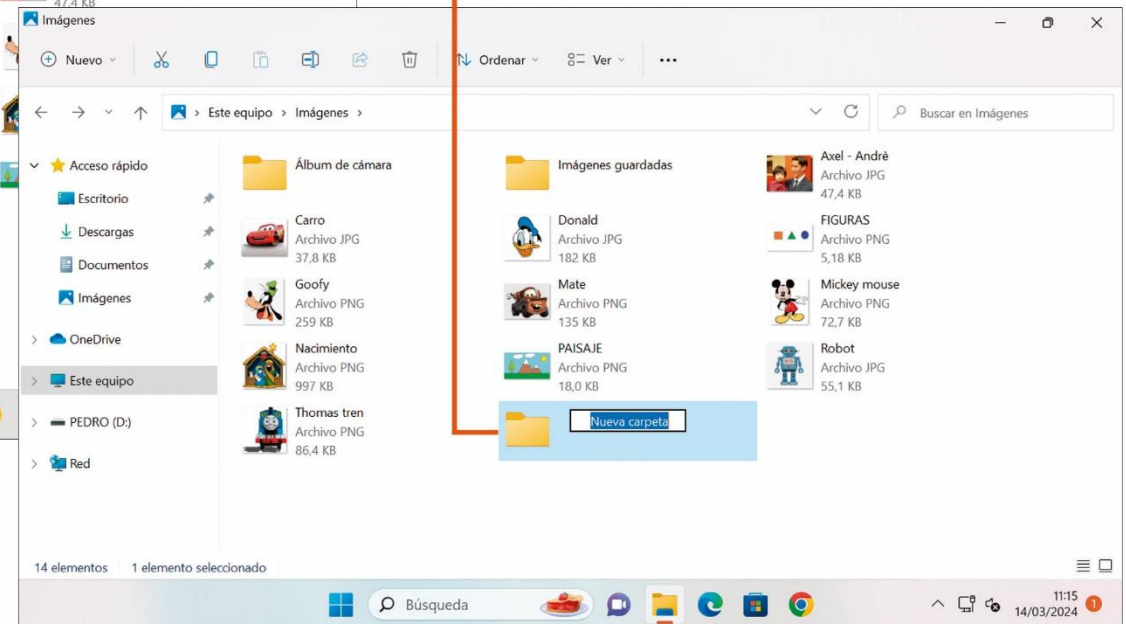 47.4 KB
Imágenes
Nuevo
Ordenar
Ver
Este equipo > Imágenes >
Buscar en Imágenes
Acceso rápido
Escritorio
Descargas
Documentos
Imágenes
OneDrive
Este equipo
PEDRO (D:)
Red
Álbum de cámara
Imágenes guardadas
Axel - Andrè
Archivo JPG
47,4 KB
Carro
Archivo JPG
37,8 KB
Donald
Archivo JPG
182 KB
FIGURAS
Archivo PNG
5,18 KB
Goofy
Archivo PNG
259 KB
Mate
Archivo PNG
135 KB
Mickey mouse
Archivo PNG
72,7 KB
Nacimiento
Archivo PNG
997 KB
PAISAJE
Archivo PNG
18,0 KB
Robot
Archivo JPG
55,1 KB
Thomas tren
Archivo PNG
86,4 KB
Nueva carpeta
14 elementos
1 elemento seleccionado
Búsqueda
11:15
14/03/2024
1